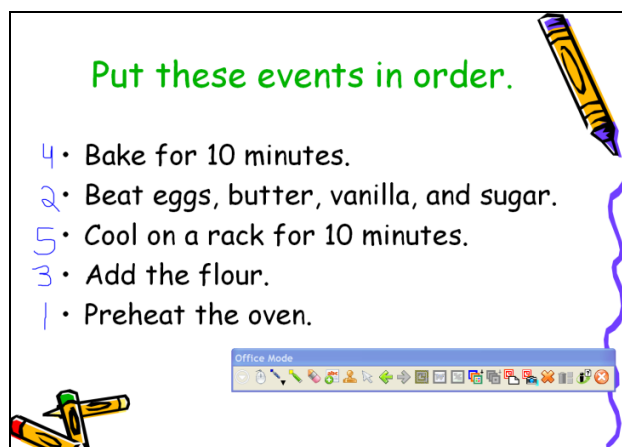 Put these events in order.
4 • Bake for 10 minutes.
2 • Beat eggs, butter, vanilla, and sugar.
5 • Cool on a rack for 10 minutes.
3 • Add the flour.
1 • Preheat the oven.
Office Mode